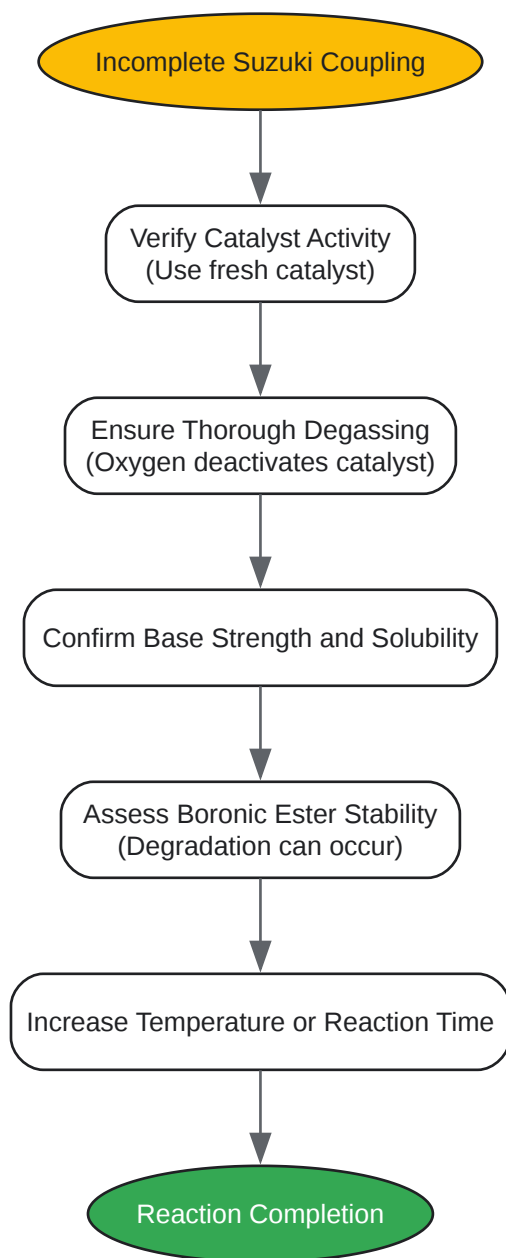 Incomplete Suzuki Coupling
Verify Catalyst Activity
(Use fresh catalyst)
Ensure Thorough Degassing
(Oxygen deactivates catalyst)
Confirm Base Strength and Solubility
Assess Boronic Ester Stability
(Degradation can occur)
Increase Temperature or Reaction Time
Reaction Completion